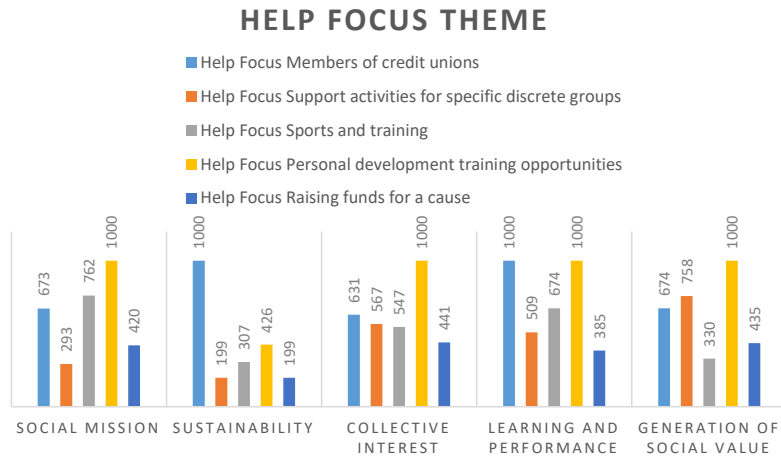 HELP FOCUS THEME
Help Focus Members of credit unions
Help Focus Support activities for specific discrete groups
Help Focus Sports and training
Help Focus Personal development training opportunities
Help Focus Raising funds for a cause
673
293
762
1000
420
1000
199
307
426
199
631
567
547
1000
441
1000
509
674
1000
385
674
758
330
1000
435
SOCIAL MISSION
SUSTAINABILITY
COLLECTIVE
INTEREST
LEARNING AND
PERFORMANCE
GENERATION OF
SOCIAL VALUE